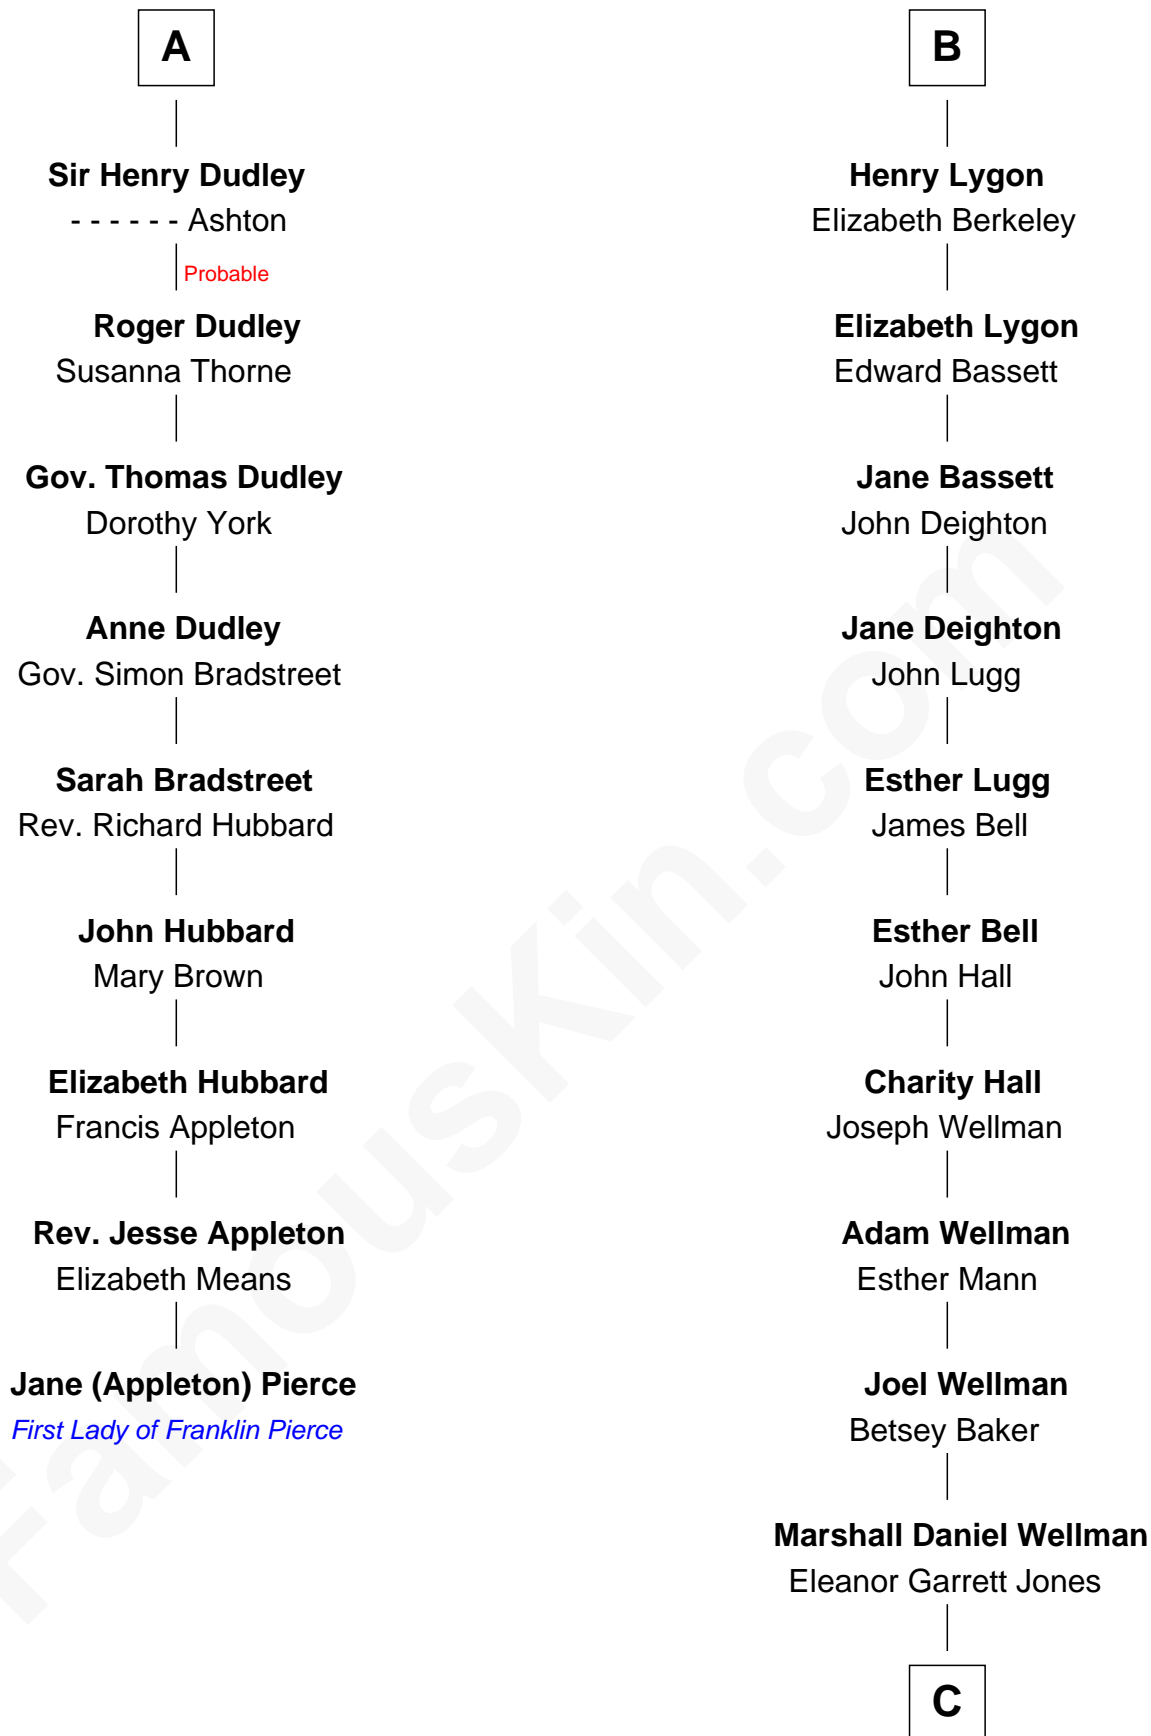 A
Sir Henry Dudley
- - - - - - Ashton
Probable
Roger Dudley
Susanna Thorne
Gov. Thomas Dudley
Dorothy York
Anne Dudley
Gov. Simon Bradstreet
Sarah Bradstreet
Rev. Richard Hubbard
John Hubbard
Mary Brown
Elizabeth Hubbard
Francis Appleton
Rev. Jesse Appleton
Elizabeth Means
Jane (Appleton) Pierce
First Lady of Franklin Pierce
B
Henry Lygon
Elizabeth Berkeley
Elizabeth Lygon
Edward Bassett
Jane Bassett
John Deighton
Jane Deighton
John Lugg
Esther Lugg
James Bell
Esther Bell
John Hall
Charity Hall
Joseph Wellman
Adam Wellman
Esther Mann
Joel Wellman
Betsey Baker
Marshall Daniel Wellman
Eleanor Garrett Jones
C
FamousKin.com